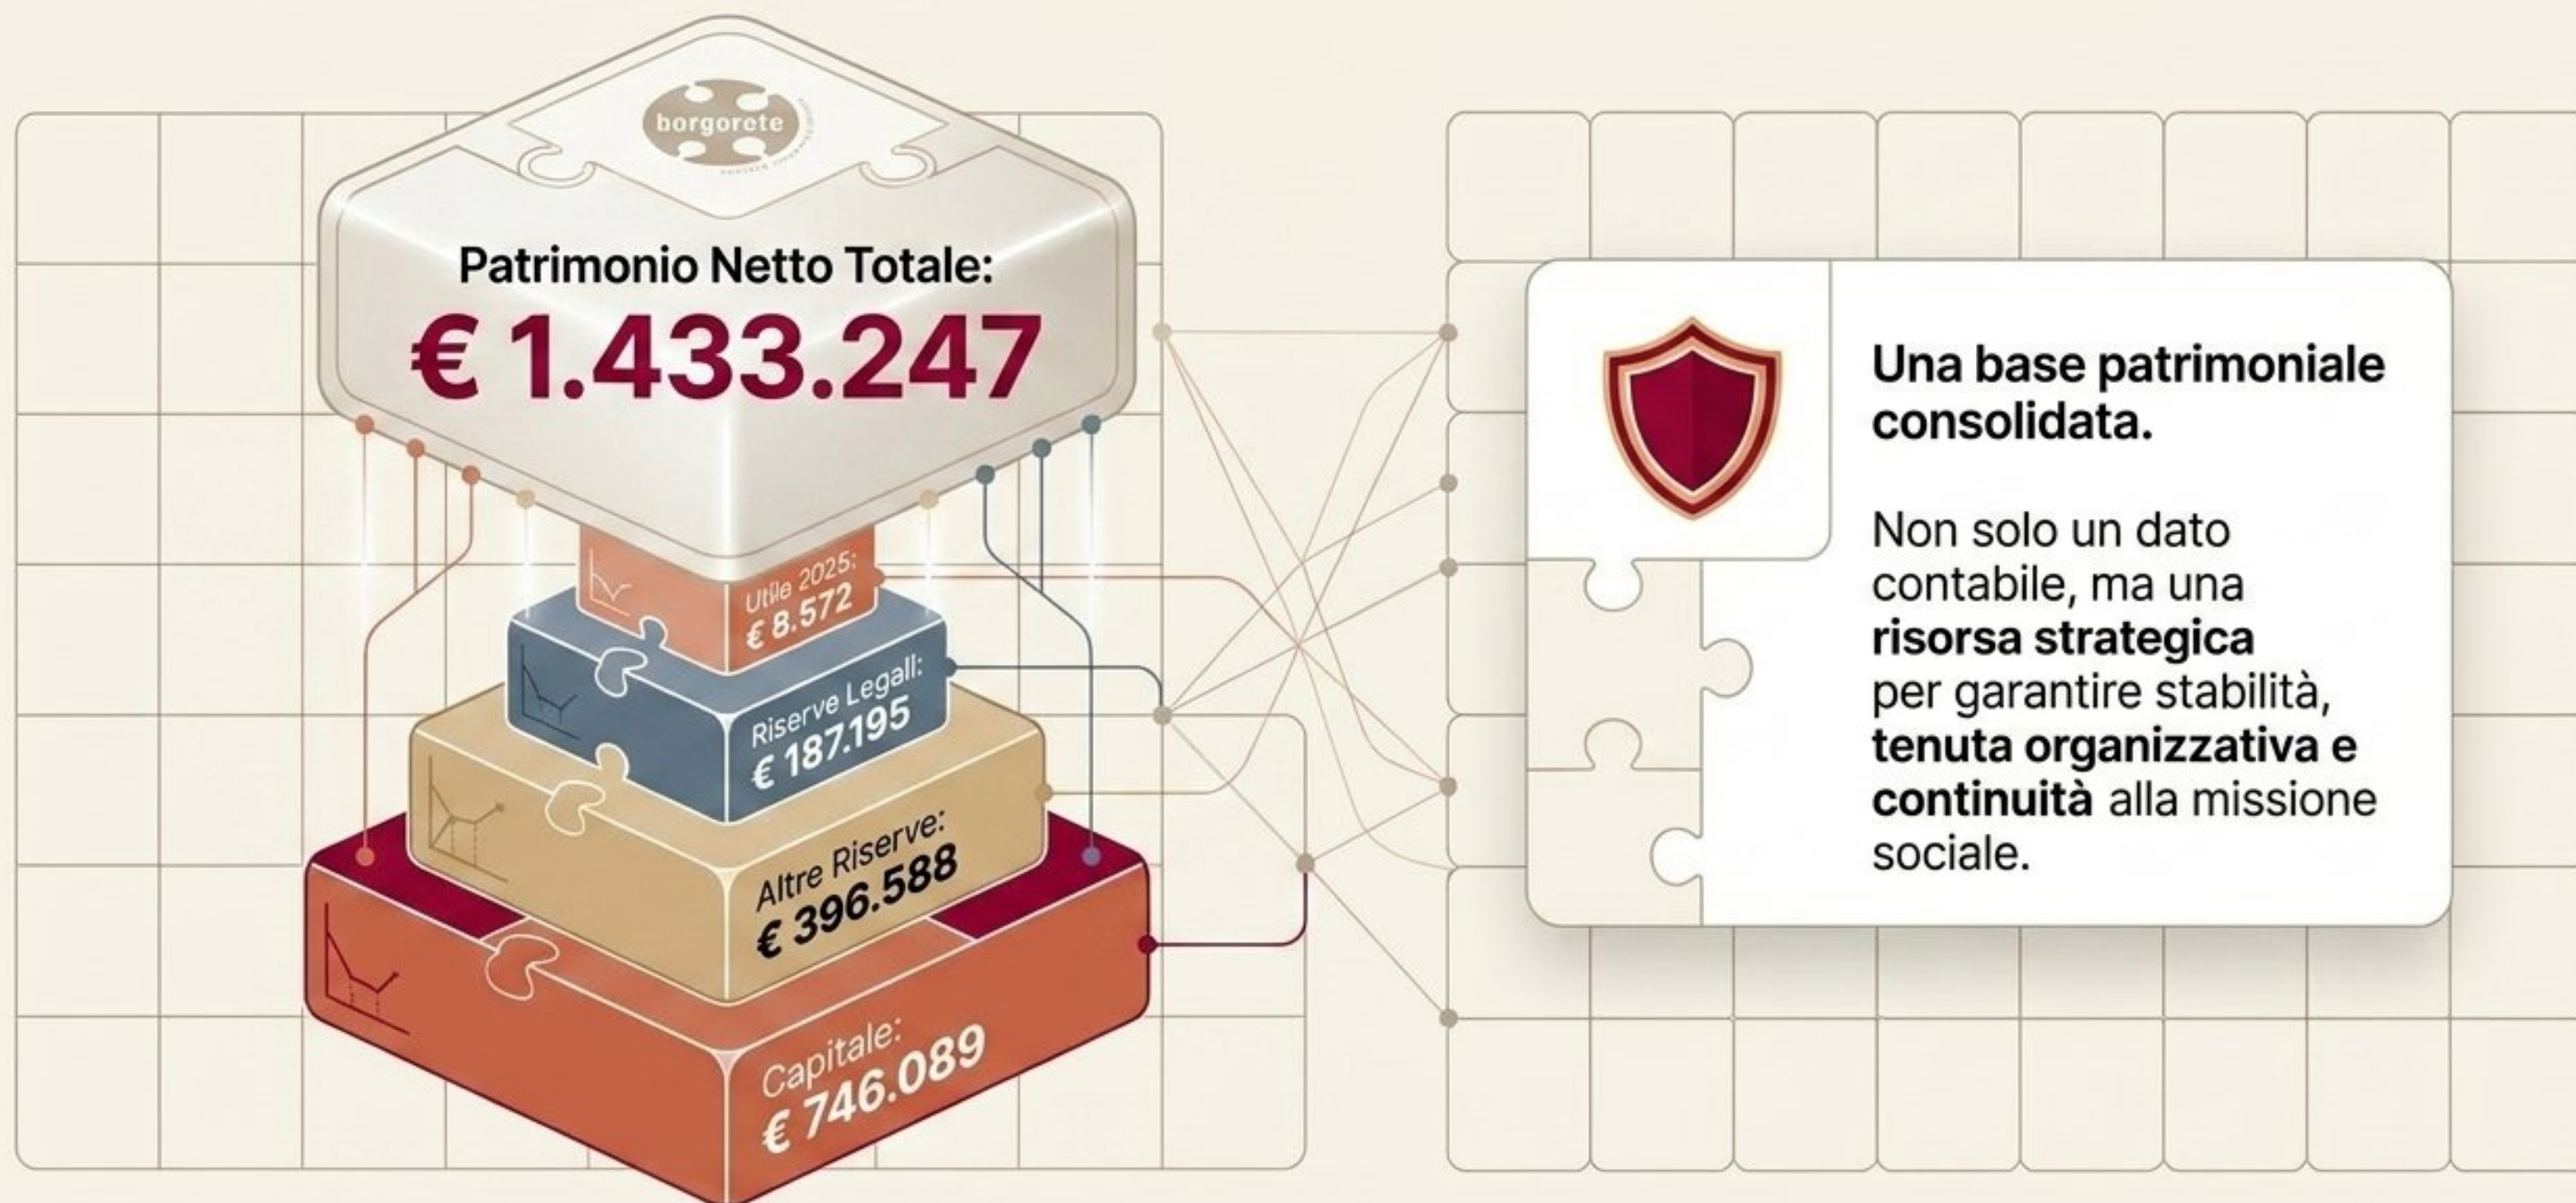 borgorete
Patrimonio Netto Totale:
€ 1.433.247
Utile 2025:
€ 8.572
Riserve Legali:
€ 187.195
Altre Riserve:
€ 396.588
Capitale:
€ 746.089
Una base patrimoniale
consolidata.
Non solo un dato
contabile, ma una
risorsa strategica
per garantire stabilità,
tenuta organizzativa e
continuità alla missione
sociale.